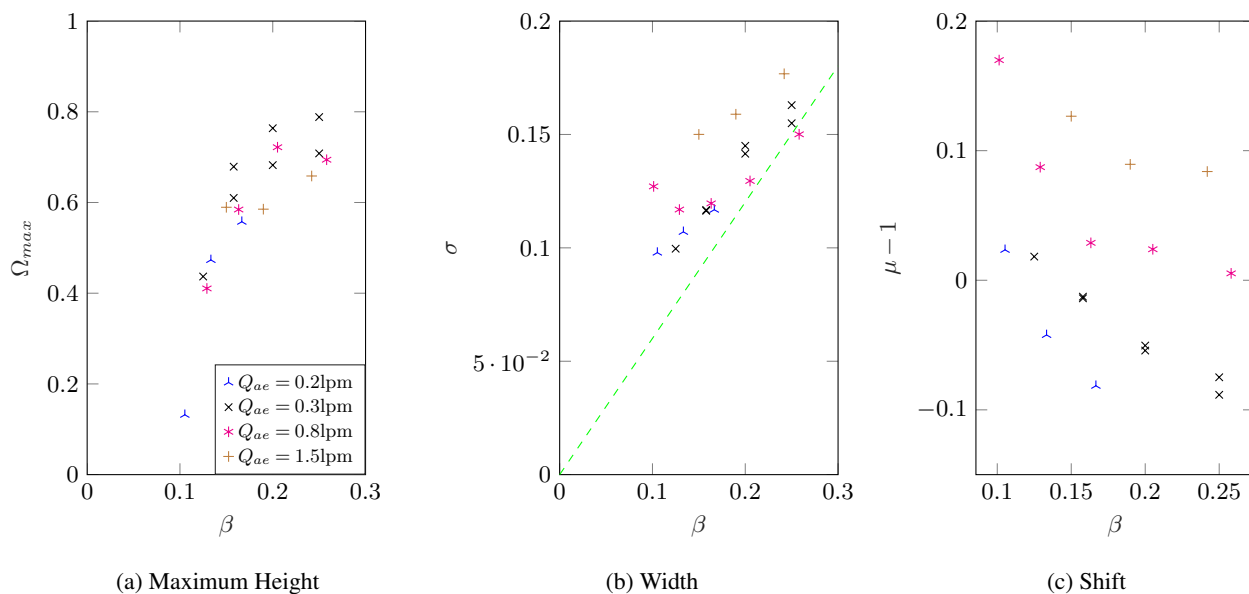 1
0.8
0.6
0.4
0.2
0
Ω_max
0 0.1 0.2 0.3
β
Q_ae = 0.2lpm
Q_ae = 0.3lpm
Q_ae = 0.8lpm
Q_ae = 1.5lpm
(a) Maximum Height
0.2
0.15
0.1
5 · 10⁻²
0
σ
0 0.1 0.2 0.3
β
(b) Width
0.2
0.1
0
−0.1
μ − 1
0.1 0.15 0.2 0.25
β
(c) Shift